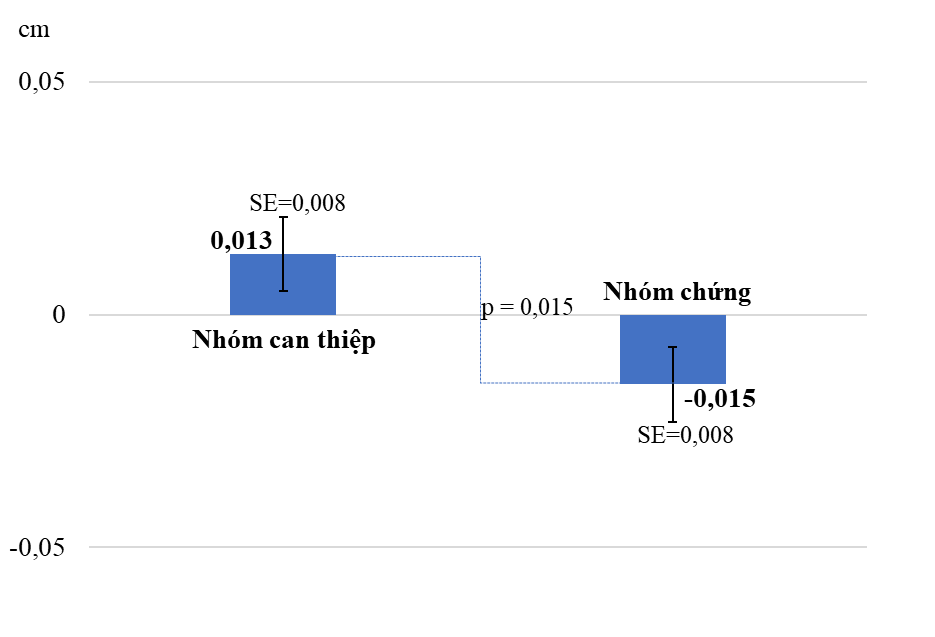 cm
0,05
SE=0,008
0,013
Nhóm chứng
p = 0,015
0
Nhóm can thiệp
-0,015
SE=0,008
-0,05